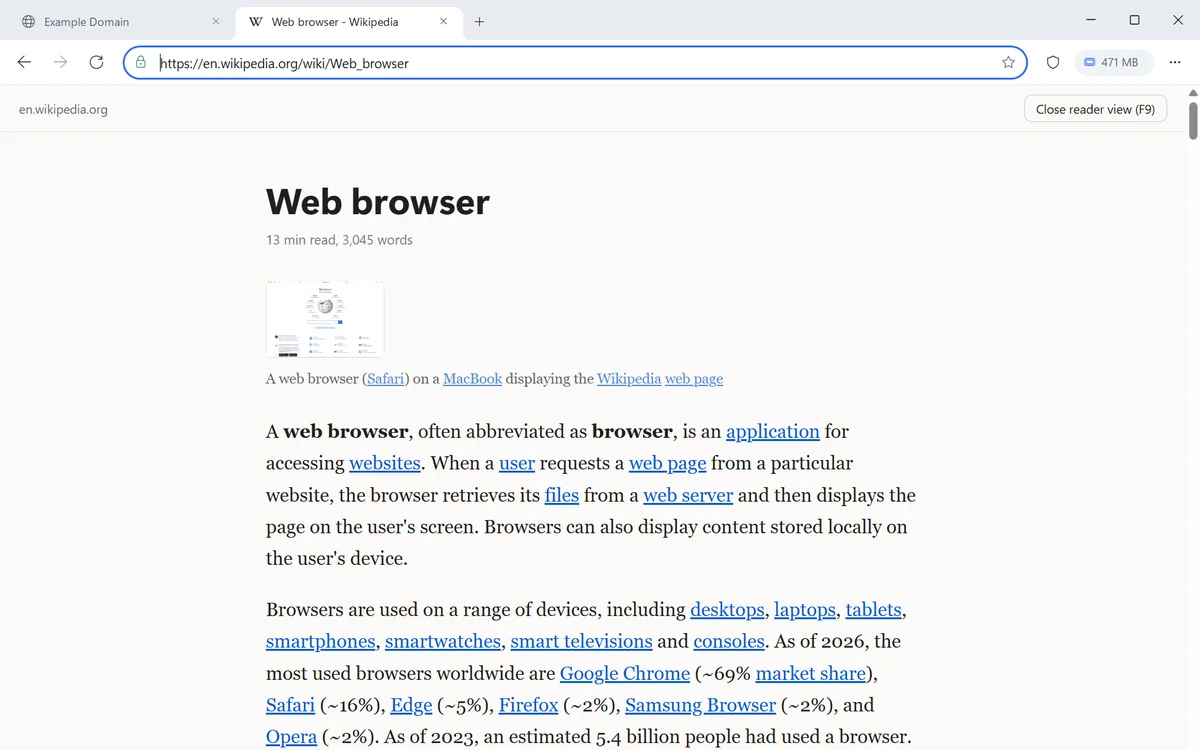 Example Domain
Web browser - Wikipedia
https://en.wikipedia.org/wiki/Web_browser
471 MB
en.wikipedia.org
Close reader view (F9)
Web browser
13 min read, 3,045 words
A web browser (Safari) on a MacBook displaying the Wikipedia web page
A web browser, often abbreviated as browser, is an application for
accessing websites. When a user requests a web page from a particular
website, the browser retrieves its files from a web server and then displays the
page on the user's screen. Browsers can also display content stored locally on
the user's device.
Browsers are used on a range of devices, including desktops, laptops, tablets,
smartphones, smartwatches, smart televisions and consoles. As of 2026, the
most used browsers worldwide are Google Chrome (~69% market share),
Safari (~16%), Edge (~5%), Firefox (~2%), Samsung Browser (~2%), and
Opera (~2%). As of 2023, an estimated 5.4 billion people had used a browser.